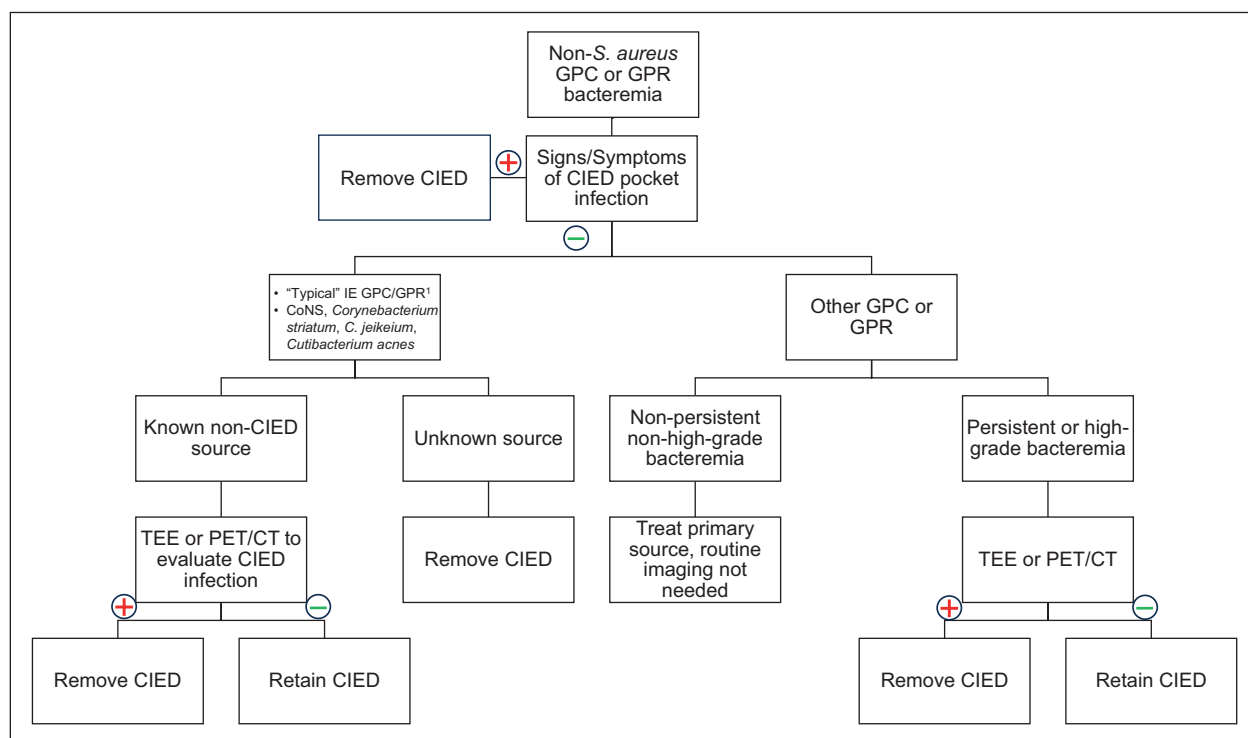 Non-S. aureus
GPC or GPR
bacteremia
Remove CIED
+
Signs/Symptoms
of CIED pocket
infection
−
• “Typical” IE GPC/GPR¹
• CoNS, Corynebacterium
striatum, C. jeikeium,
Cutibacterium acnes
Other GPC or
GPR
Known non-CIED
source
Unknown source
Non-persistent
non-high-grade
bacteremia
Persistent or high-
grade bacteremia
TEE or PET/CT to
evaluate CIED
infection
Remove CIED
Treat primary
source, routine
imaging not
needed
TEE or PET/CT
+
−
+
−
Remove CIED
Retain CIED
Remove CIED
Retain CIED